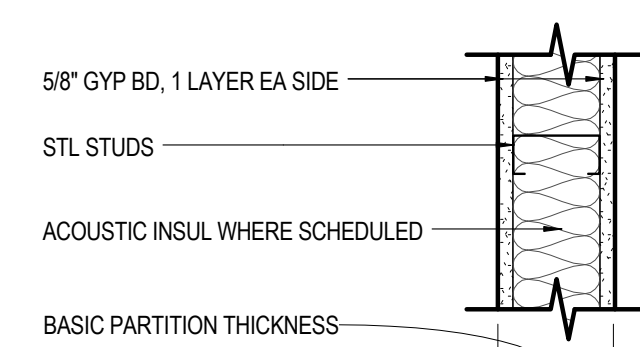 5/8" GYP BD, 1 LAYER EA SIDE
STL STUDS
ACOUSTIC INSUL WHERE SCHEDULED
BASIC PARTITION THICKNESS